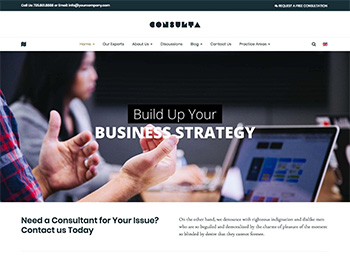 Call Us: 725.801.8888 or Email: info@yourcompany.com
REQUEST A FREE CONSULTATION
CONSULTA
Home
Our Experts
About Us
Discussions
Blog
Contact Us
Practice Areas
Build Up Your
BUSINESS STRATEGY
Need a Consultant for Your Issue?
Contact us Today
On the other hand, we denounce with righteous indignation and dislike men
who are so beguiled and demoralized by the charms of pleasure of the moment
so blinded by desire that they cannot foresee.